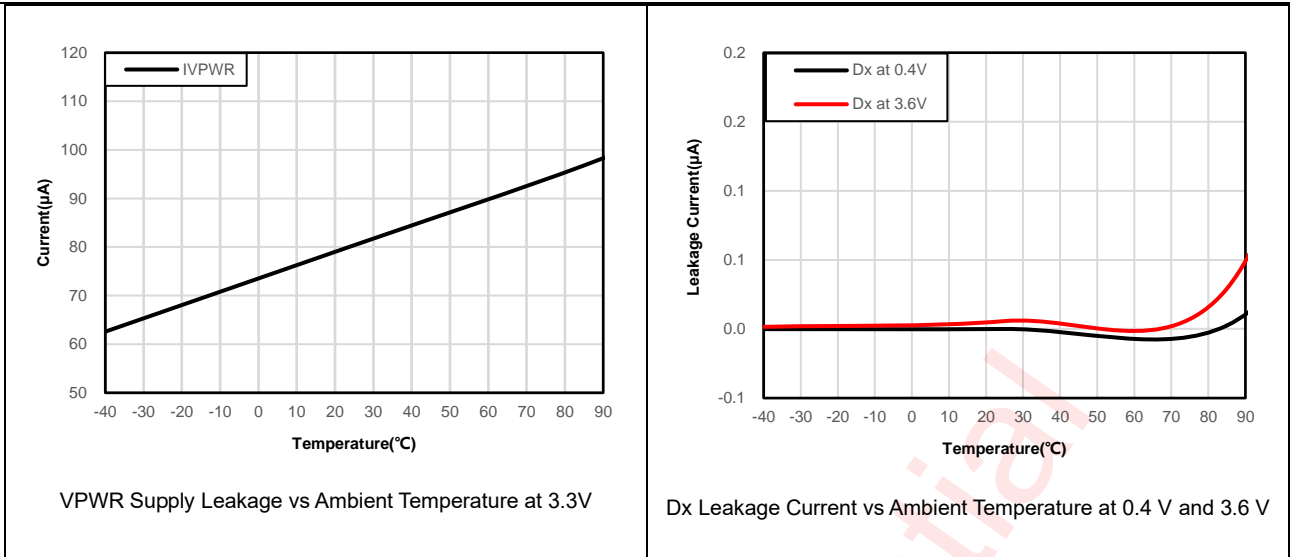 120
110
100
90
80
70
60
50
IVPWR
Current(µA)
-40 -30 -20 -10 0 10 20 30 40 50 60 70 80 90
Temperature(℃)
VPWR Supply Leakage vs Ambient Temperature at 3.3V
0.2
0.2
0.1
0.1
0.0
-0.1
Dx at 0.4V
Dx at 3.6V
Leakage Current(µA)
-40 -30 -20 -10 0 10 20 30 40 50 60 70 80 90
Temperature(℃)
Dx Leakage Current vs Ambient Temperature at 0.4 V and 3.6 V
ential